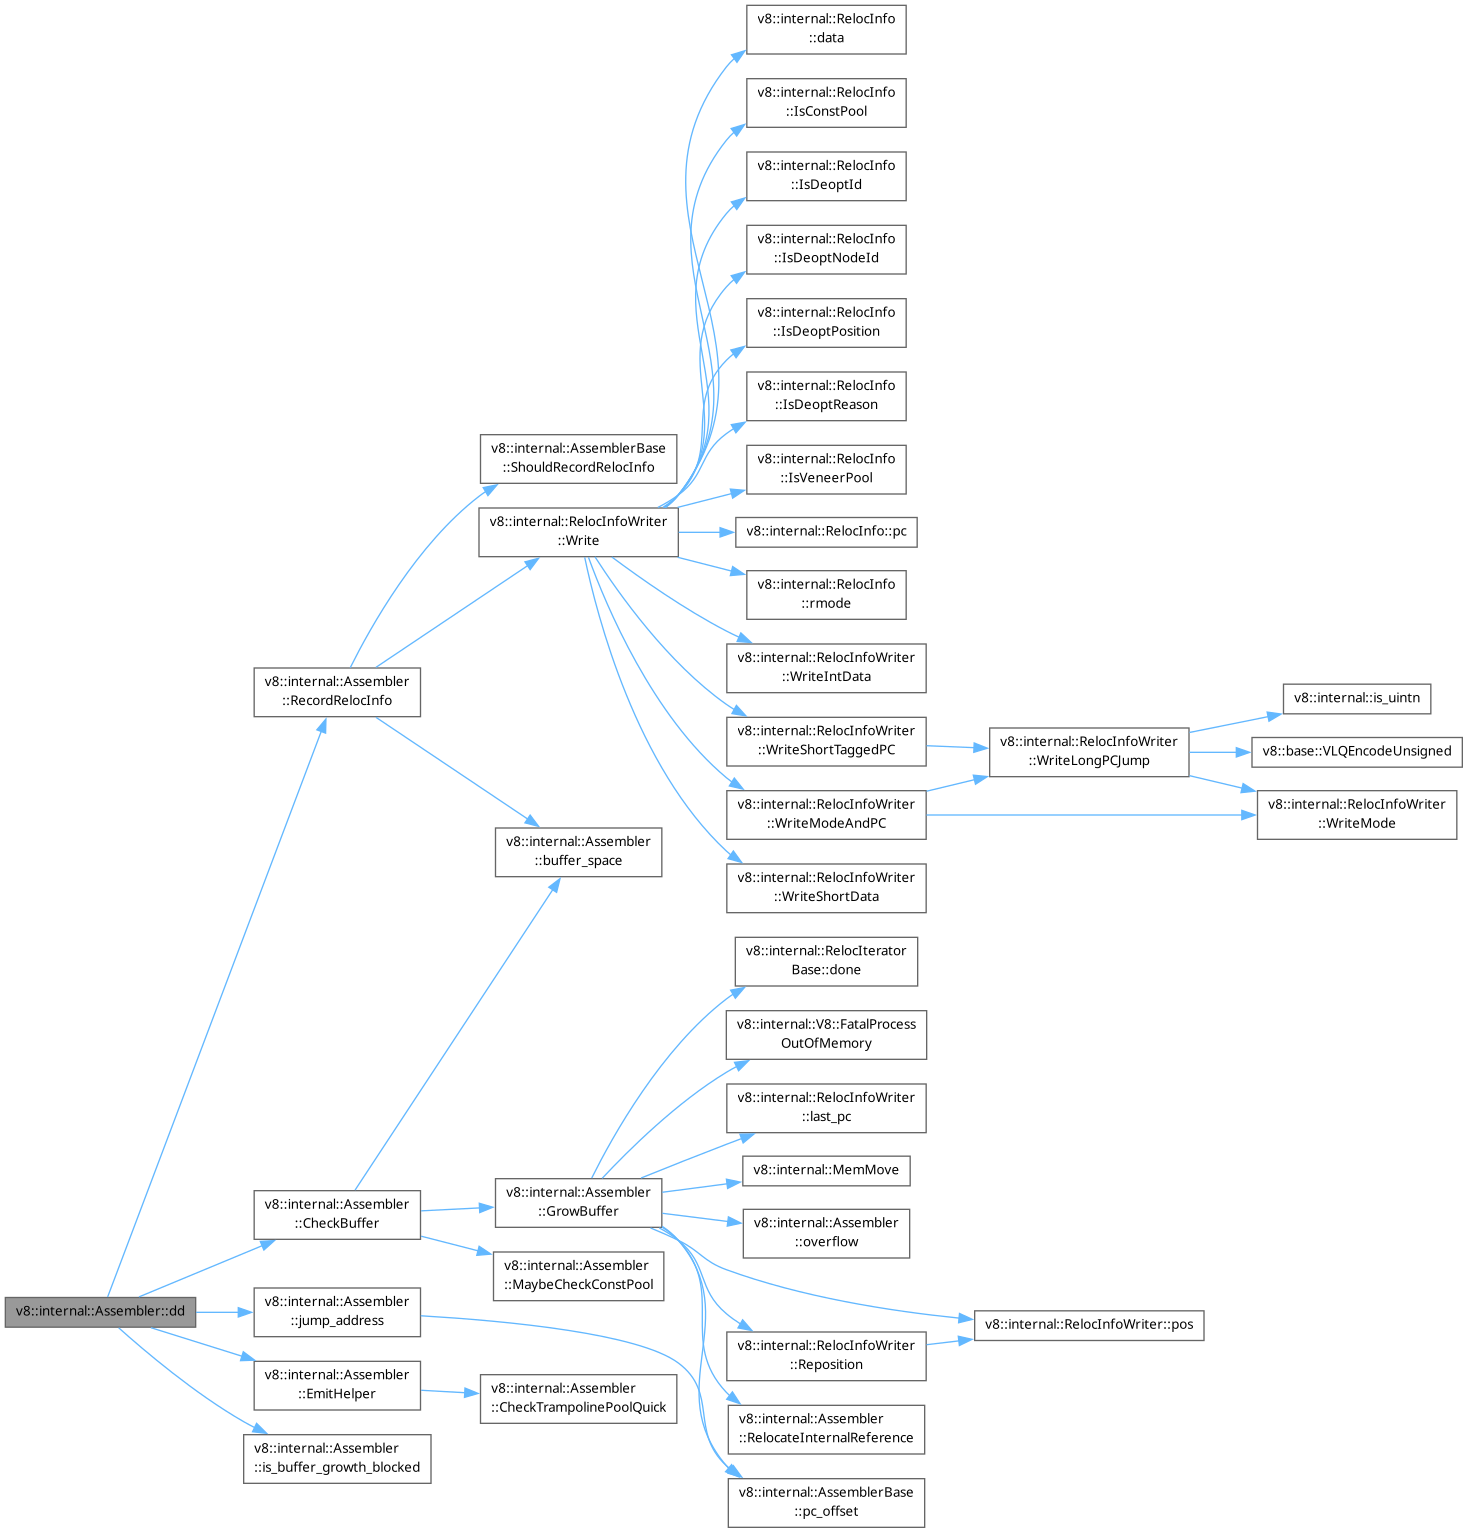 v8::internal::RelocInfo
::data
v8::internal::RelocInfo
::IsConstPool
v8::internal::RelocInfo
::IsDeoptId
v8::internal::RelocInfo
::IsDeoptNodeId
v8::internal::RelocInfo
::IsDeoptPosition
v8::internal::RelocInfo
::IsDeoptReason
v8::internal::AssemblerBase
::ShouldRecordRelocInfo
v8::internal::RelocInfo
::IsVeneerPool
v8::internal::RelocInfoWriter
::Write
v8::internal::RelocInfo::pc
v8::internal::RelocInfo
::rmode
v8::internal::RelocInfoWriter
::WriteIntData
v8::internal::Assembler
::RecordRelocInfo
v8::internal::is_uintn
v8::internal::RelocInfoWriter
::WriteShortTaggedPC
v8::internal::RelocInfoWriter
::WriteLongPCJump
v8::base::VLQEncodeUnsigned
v8::internal::RelocInfoWriter
::WriteModeAndPC
v8::internal::RelocInfoWriter
::WriteMode
v8::internal::Assembler
::buffer_space
v8::internal::RelocInfoWriter
::WriteShortData
v8::internal::RelocIterator
Base::done
v8::internal::V8::FatalProcess
OutOfMemory
v8::internal::RelocInfoWriter
::last_pc
v8::internal::MemMove
v8::internal::Assembler
::CheckBuffer
v8::internal::Assembler
::GrowBuffer
v8::internal::Assembler
::overflow
v8::internal::Assembler
::MaybeCheckConstPool
v8::internal::Assembler::dd
v8::internal::Assembler
::jump_address
v8::internal::RelocInfoWriter::pos
v8::internal::RelocInfoWriter
::Reposition
v8::internal::Assembler
::EmitHelper
v8::internal::Assembler
::CheckTrampolinePoolQuick
v8::internal::Assembler
::RelocateInternalReference
v8::internal::Assembler
::is_buffer_growth_blocked
v8::internal::AssemblerBase
::pc_offset